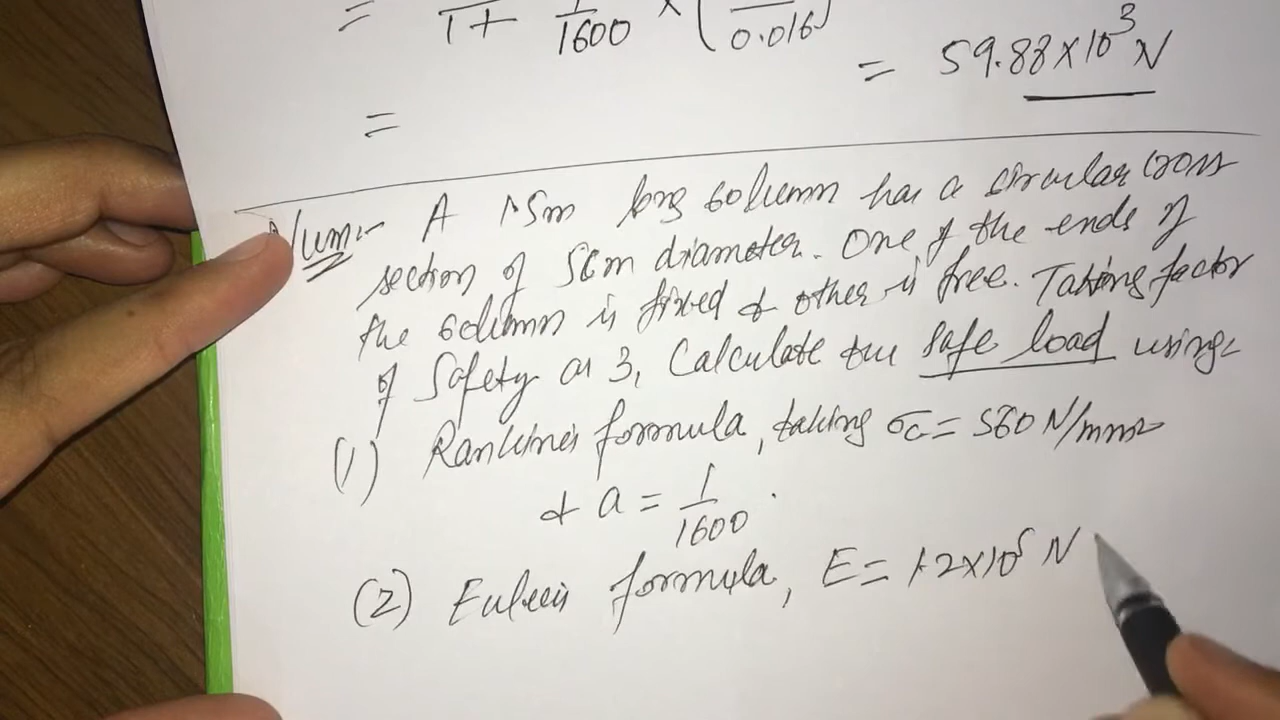 = 1+ 1/1600 × ( 0.016)
= 59.88×10³ N
=
Num:- A 1.5m long column has a circular cross
section of 5cm diameter. One of the ends of
the column is fixed & other is free. Taking factor
of Safety as 3, Calculate the safe load using:
(1) Rankine's formula, taking σc = 560 N/mm²
& a = 1/1600.
(2) Euler's formula, E = 1.2×10⁵ N